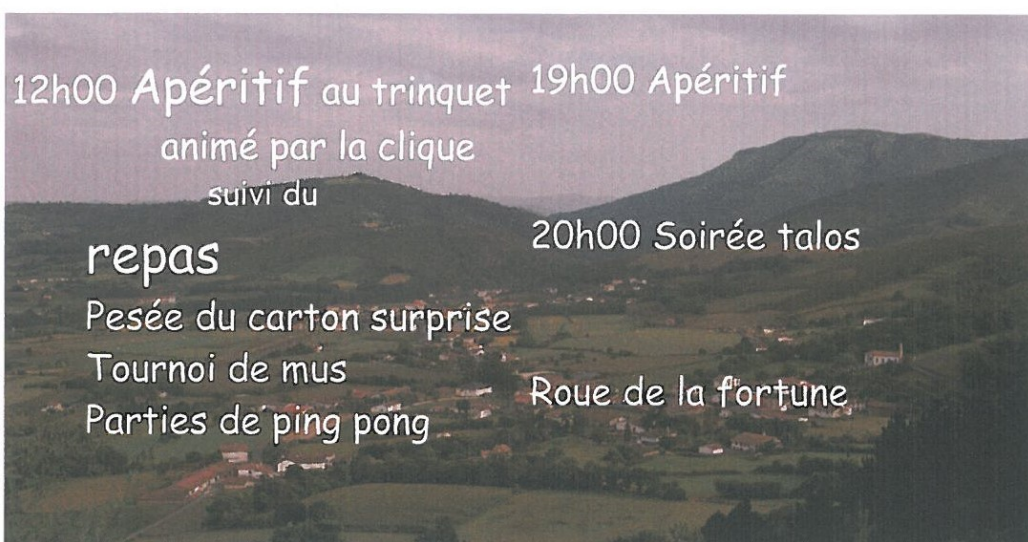 12h00 Apéritif au trinquet
animé par la clique
suivi du
repas
Pesée du carton surprise
Tournoi de mus
Parties de ping pong
19h00 Apéritif
20h00 Soirée talos
Roue de la fortune